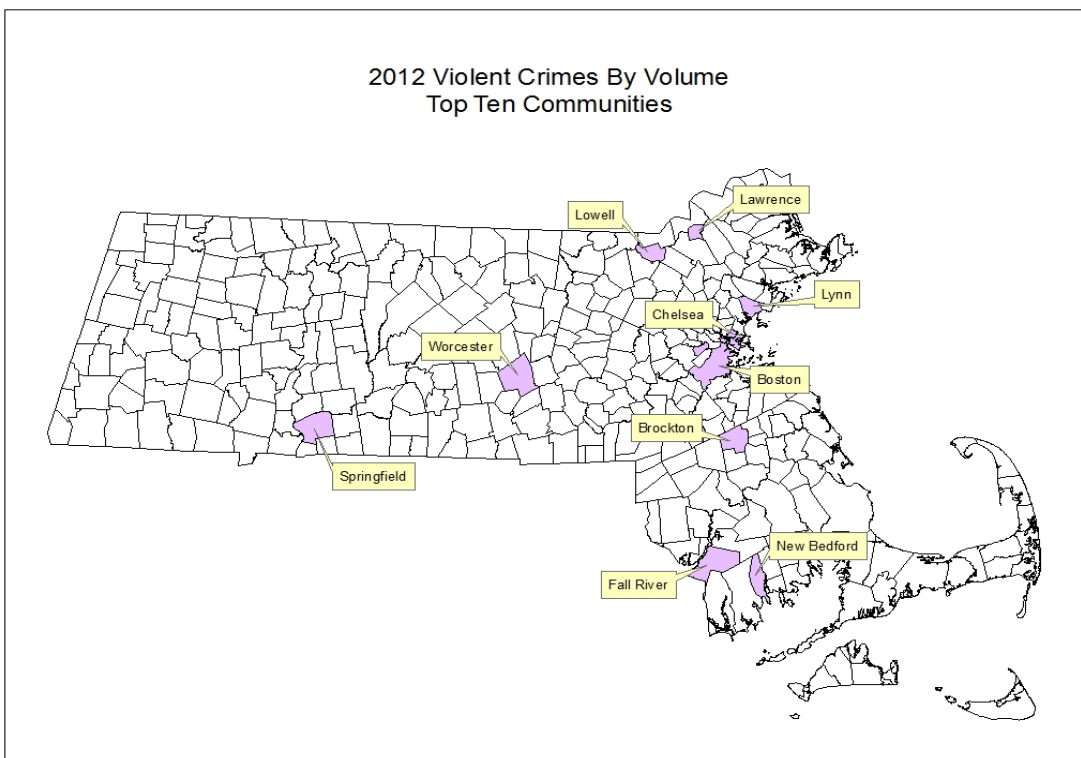 2012 Violent Crimes By Volume
Top Ten Communities
Lawrence
Lowell
Lynn
Chelsea
Worcester
Boston
Brockton
Springfield
New Bedford
Fall River